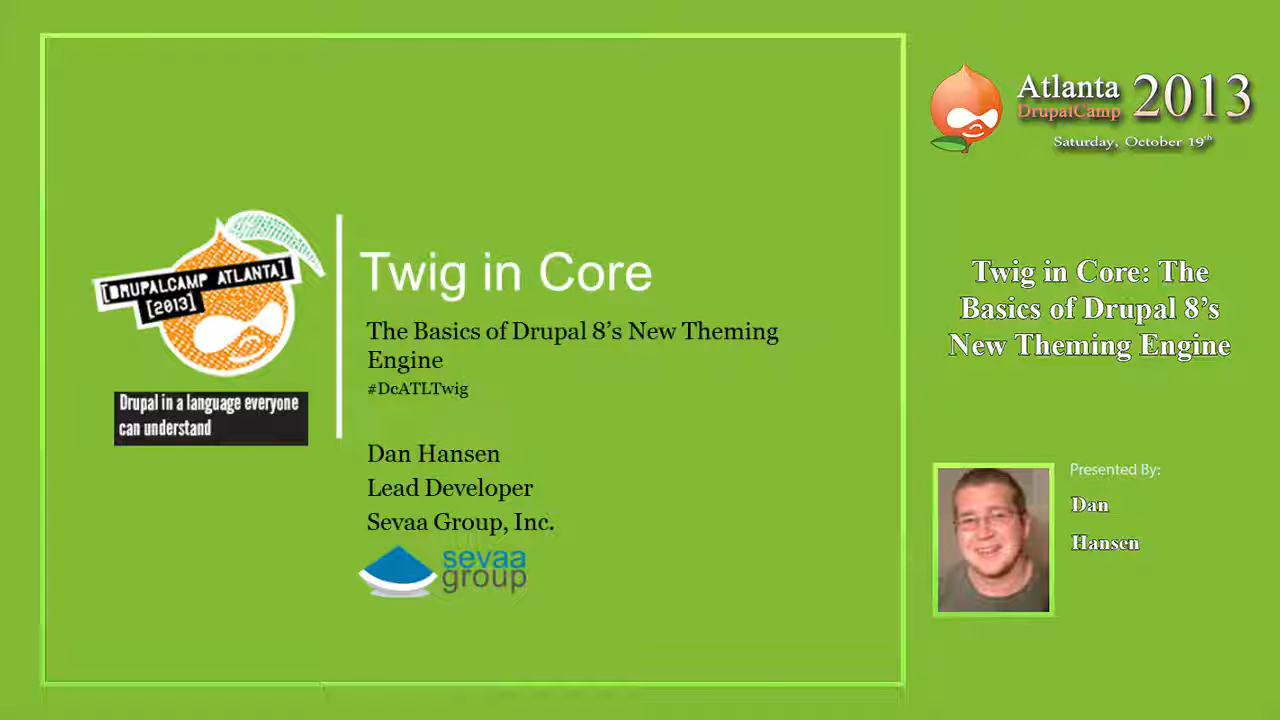 [DRUPALCAMP ATLANTA]
[2013]
Drupal in a language everyone
can understand
Twig in Core
The Basics of Drupal 8’s New Theming
Engine
#DcATLTwig
Dan Hansen
Lead Developer
Sevaa Group, Inc.
sevaa
group
Atlanta
DrupalCamp
2013
Saturday, October 19th
Twig in Core: The
Basics of Drupal 8’s
New Theming Engine
Presented By:
Dan
Hansen